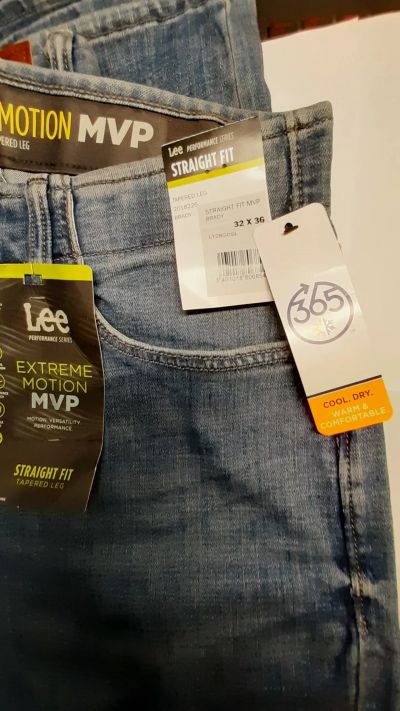 MOTION MVP
PERED LEG
Lee PERFORMANCE SERIES
STRAIGHT FIT
TAPERED LEG
BRADY
STRAIGHT FIT MVP
BRADY
32 X 36
365
COOL, DRY.
WARM &
COMFORTABLE
Lee
PERFORMANCE SERIES
EXTREME
MOTION
MVP
MOTION. VERSATILITY.
PERFORMANCE.
STRAIGHT FIT
TAPERED LEG